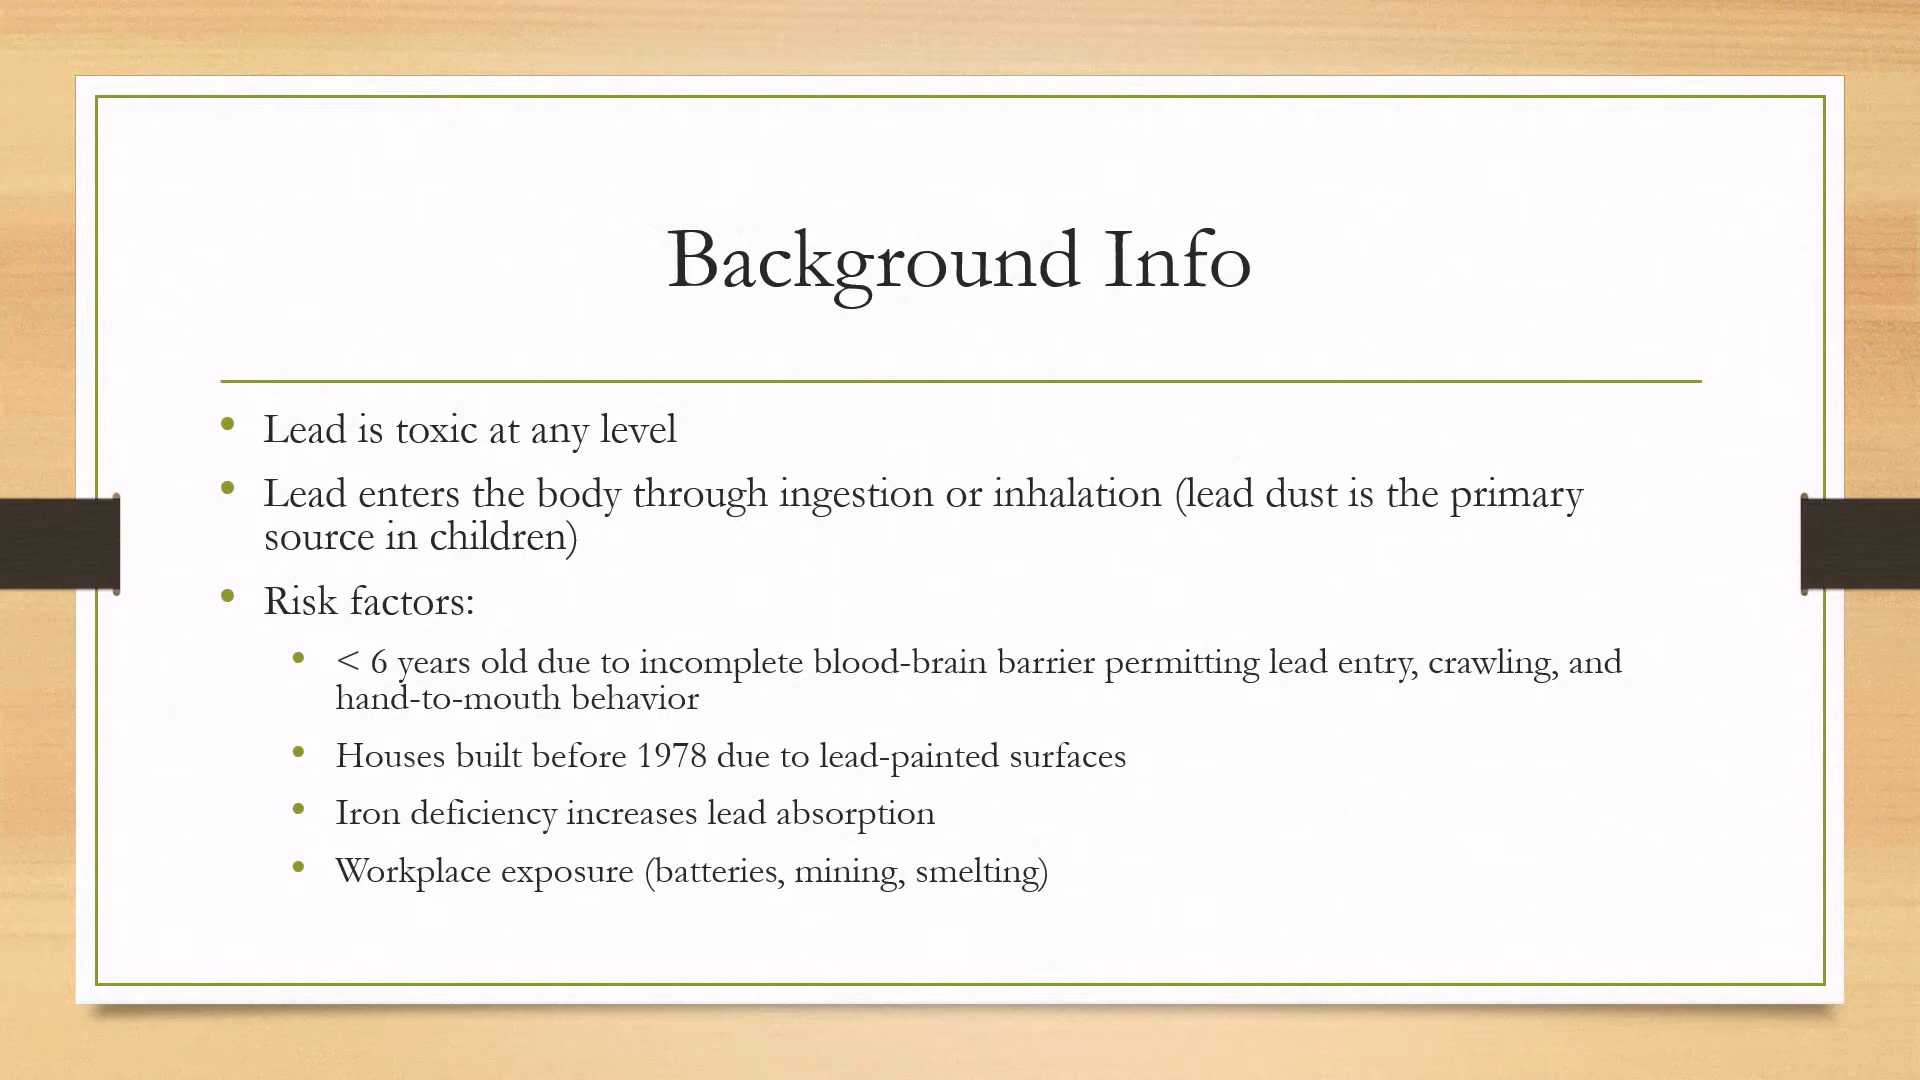 Background Info
• Lead is toxic at any level
• Lead enters the body through ingestion or inhalation (lead dust is the primary
source in children)
• Risk factors:
• < 6 years old due to incomplete blood-brain barrier permitting lead entry, crawling, and
hand-to-mouth behavior
• Houses built before 1978 due to lead-painted surfaces
• Iron deficiency increases lead absorption
• Workplace exposure (batteries, mining, smelting)